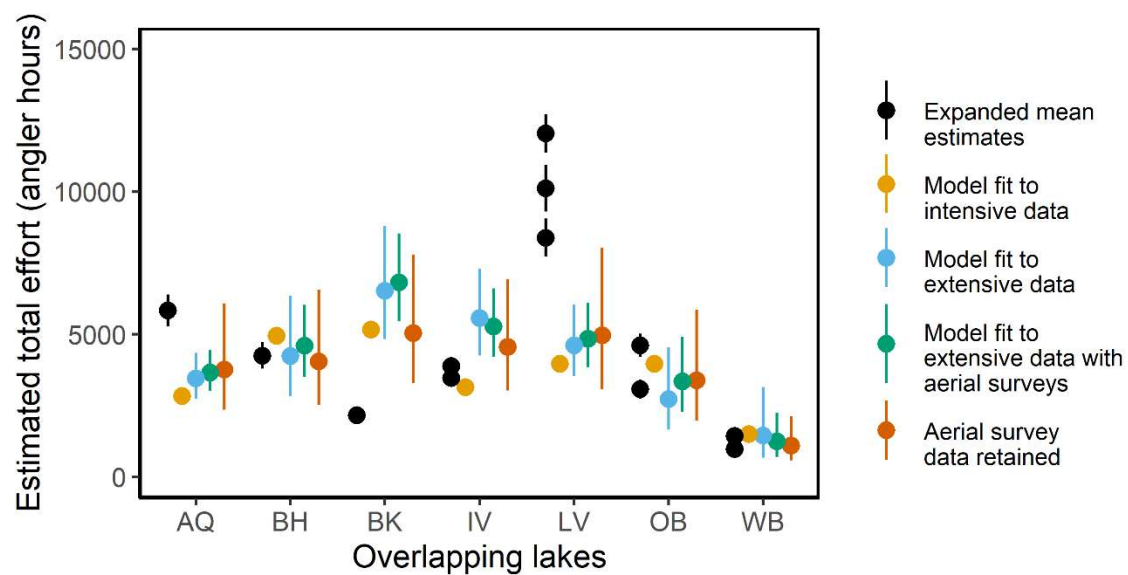 Estimated total effort (angler hours)
15000
10000
5000
0
AQ BH BK IV LV OB WB
Overlapping lakes
Expanded mean
estimates
Model fit to
intensive data
Model fit to
extensive data
Model fit to
extensive data with
aerial surveys
Aerial survey
data retained